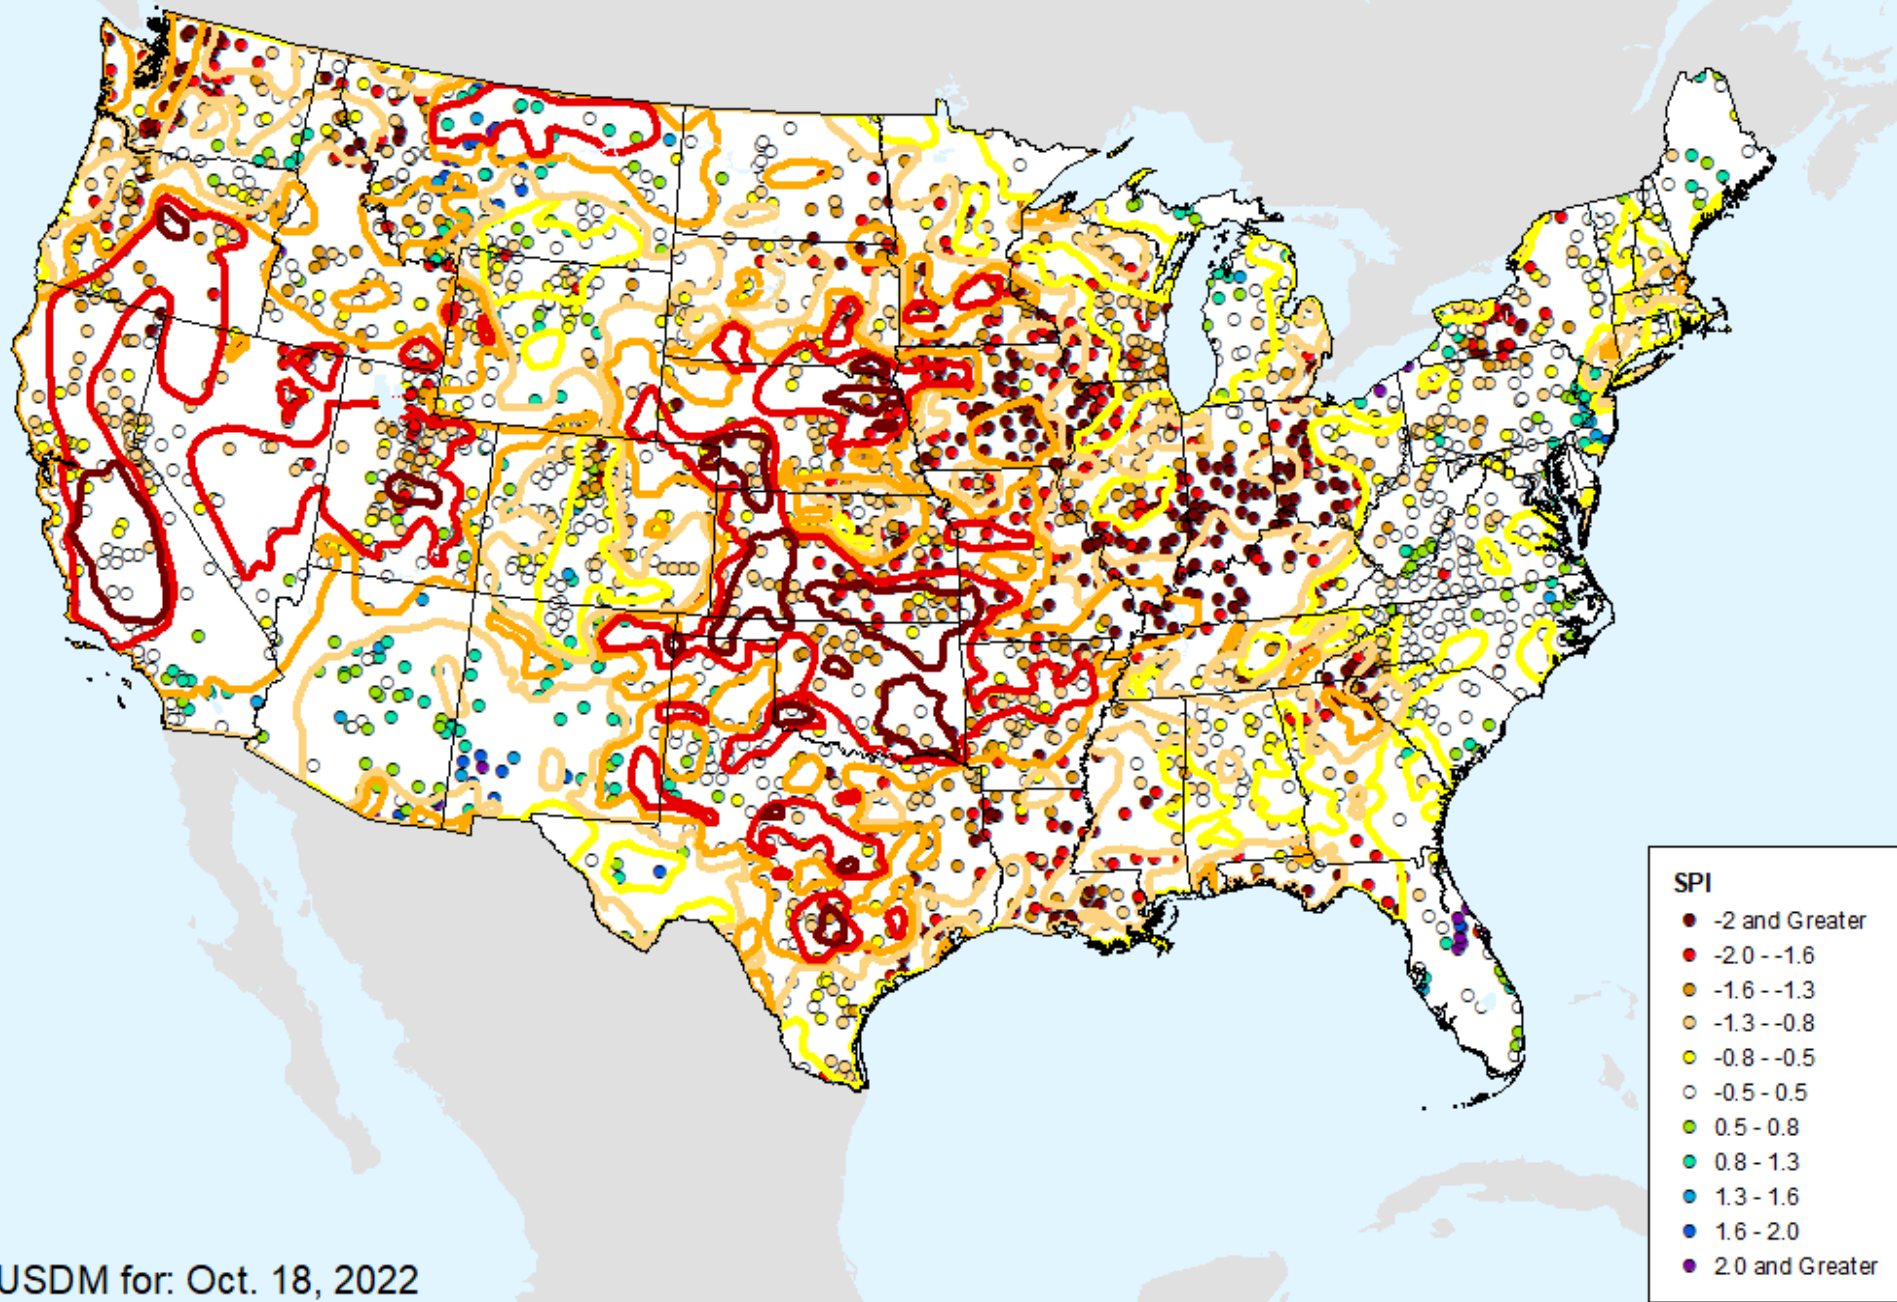 SPI
-2 and Greater
-2.0 - -1.6
-1.6 - -1.3
-1.3 - -0.8
-0.8 - -0.5
-0.5 - 0.5
0.5 - 0.8
0.8 - 1.3
1.3 - 1.6
1.6 - 2.0
2.0 and Greater
USDM for: Oct. 18, 2022